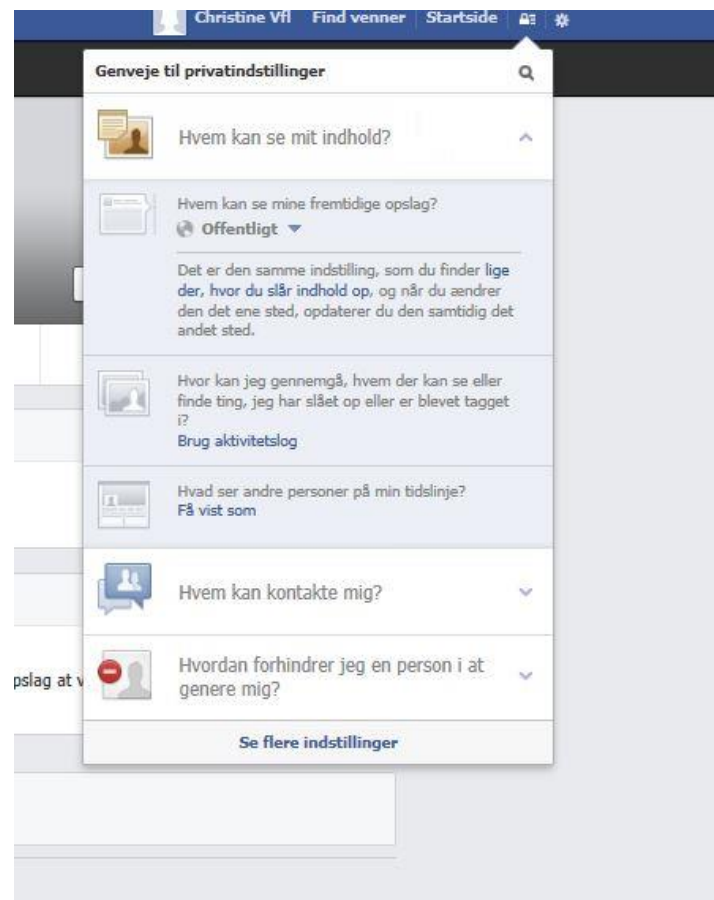 Christine Vfl Find venner Startside
Genveje til privatindstillinger
Hvem kan se mit indhold?
Hvem kan se mine fremtidige opslag?
Offentligt
Det er den samme indstilling, som du finder lige
der, hvor du slår indhold op, og når du ændrer
den det ene sted, opdaterer du den samtidig det
andet sted.
Hvor kan jeg gennemgå, hvem der kan se eller
finde ting, jeg har slået op eller er blevet tagget
i?
Brug aktivitetslog
Hvad ser andre personer på min tidslinje?
Få vist som
Hvem kan kontakte mig?
Hvordan forhindrer jeg en person i at
genere mig?
pslag at v
Se flere indstillinger